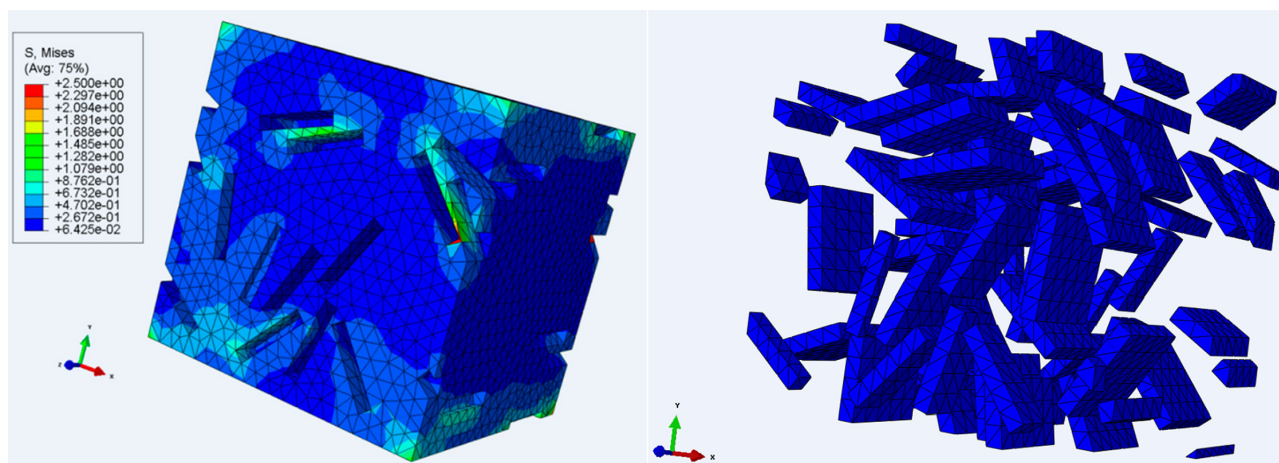 S, Mises
(Avg: 75%)
+2.500e+00
+2.297e+00
+2.094e+00
+1.891e+00
+1.688e+00
+1.485e+00
+1.282e+00
+1.079e+00
+8.762e-01
+6.732e-01
+4.702e-01
+2.672e-01
+6.425e-02
Y
Z
X
Y
X